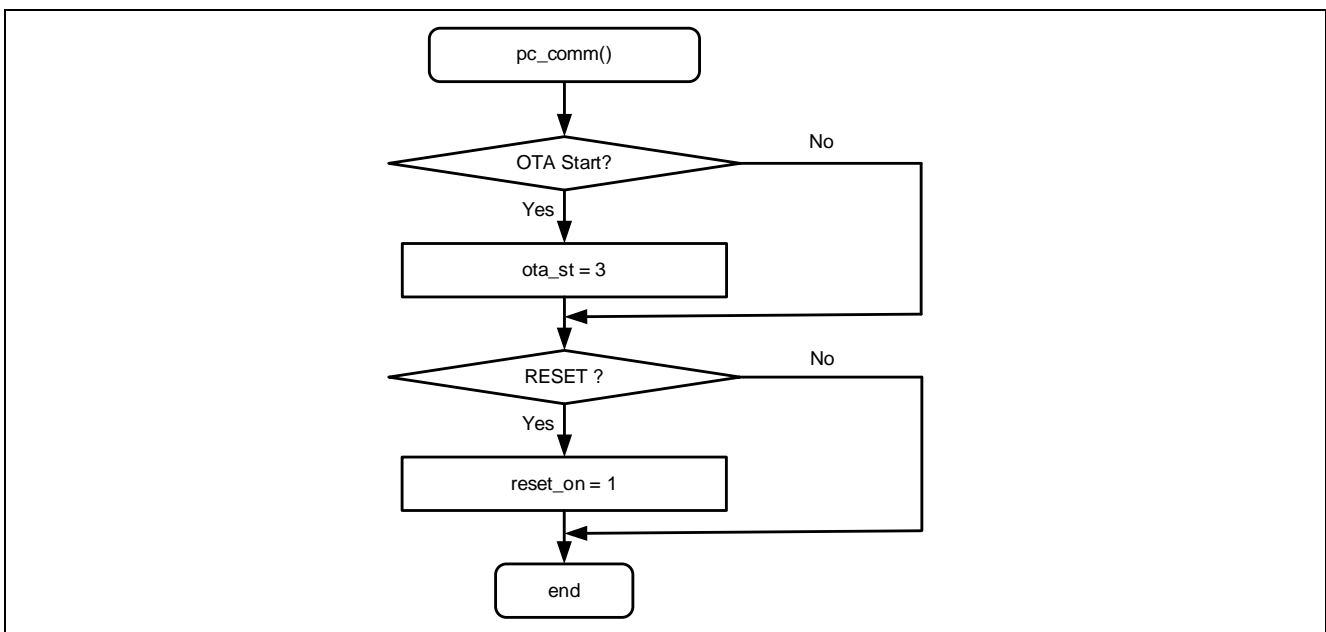 pc_comm()
OTA Start?
No
Yes
ota_st = 3
RESET ?
No
Yes
reset_on = 1
end